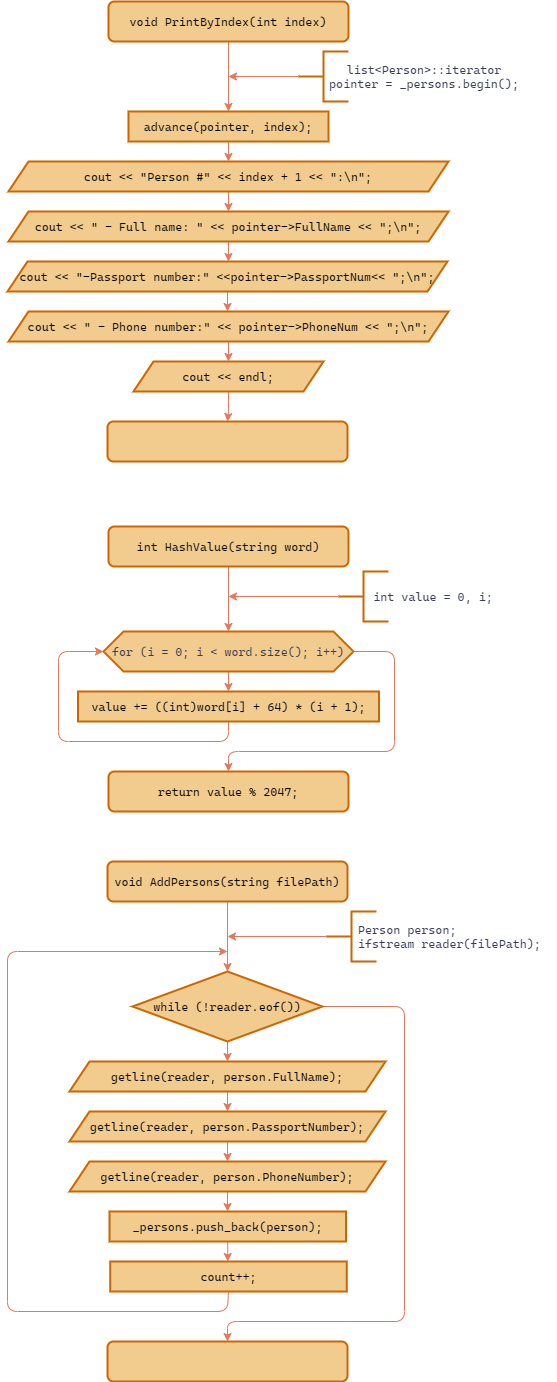 void PrintByIndex(int index)
list<Person>::iterator
pointer = _persons.begin();
advance(pointer, index);
cout << "Person #" << index + 1 << ":\n";
cout << " - Full name: " << pointer->FullName << ";\n";
cout << "-Passport number:" <<pointer->PassportNum<< ";\n";
cout << " - Phone number:" << pointer->PhoneNum << ";\n";
cout << endl;
int HashValue(string word)
int value = 0, i;
for (i = 0; i < word.size(); i++)
value += ((int)word[i] + 64) * (i + 1);
return value % 2047;
void AddPersons(string filePath)
Person person;
ifstream reader(filePath);
while (!reader.eof())
getline(reader, person.FullName);
getline(reader, person.PassportNumber);
getline(reader, person.PhoneNumber);
_persons.push_back(person);
count++;